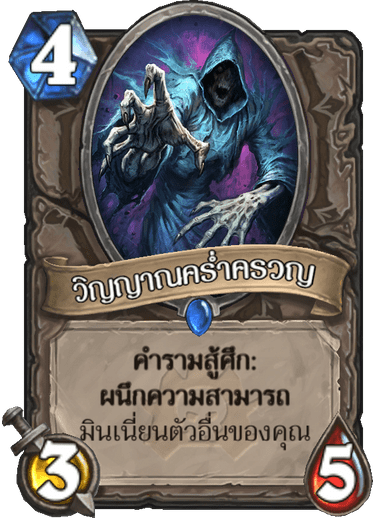 4
วิญญาณคร่ำครวญ
คำรามสู้ศึก:
ผนึกความสามารถ
มินเนี่ยนตัวอื่นของคุณ
3
5